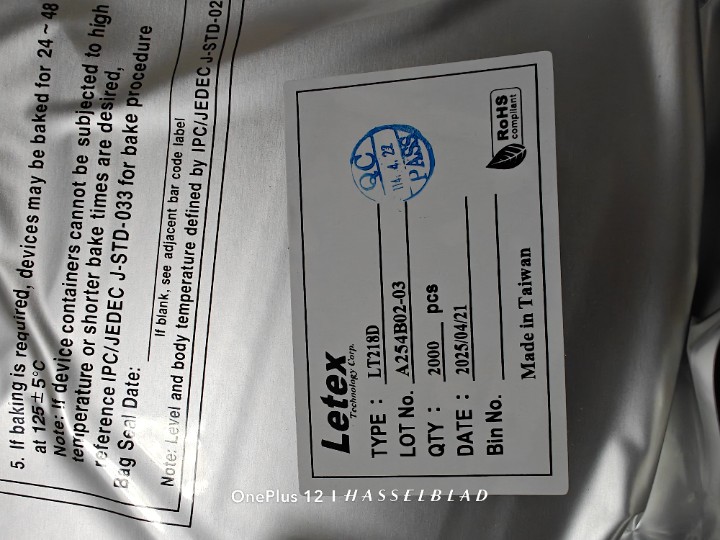 5. If baking is required, devices may be baked for 24 ~ 48
at 125±5°C
Note: If device containers cannot be subjected to high
temperature or shorter bake times are desired,
reference IPC/JEDEC J-STD-033 for bake procedure
Bag Seal Date:
If blank, see adjacent bar code label
Note: Level and body temperature defined by IPC/JEDEC J-STD-02
Letex
Technology Corp.
TYPE : LT218D
LOT No. A254B02-03
QTY : 2000 pcs
DATE : 2025/04/21
Bin No.
Made in Taiwan
QC
114. 4. 22
PASS
RoHS
compliant
OnePlus 12 | HASSELBLAD